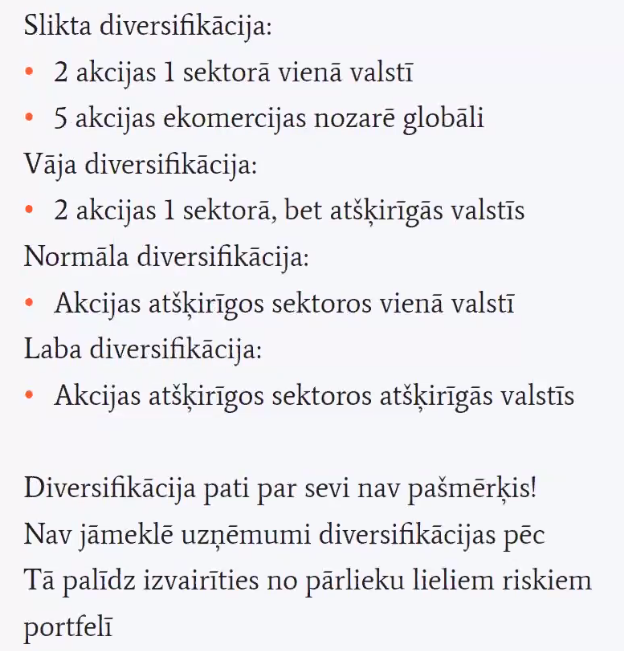 Slikta diversifikācija:
• 2 akcijas 1 sektorā vienā valstī
• 5 akcijas ekomercijas nozarē globāli
Vāja diversifikācija:
• 2 akcijas 1 sektorā, bet atšķirīgās valstīs
Normāla diversifikācija:
• Akcijas atšķirīgos sektoros vienā valstī
Laba diversifikācija:
• Akcijas atšķirīgos sektoros atšķirīgās valstīs
Diversifikācija pati par sevi nav pašmērķis!
Nav jāmeklē uzņēmumi diversifikācijas pēc
Tā palīdz izvairīties no pārlieku lieliem riskiem
portfelī